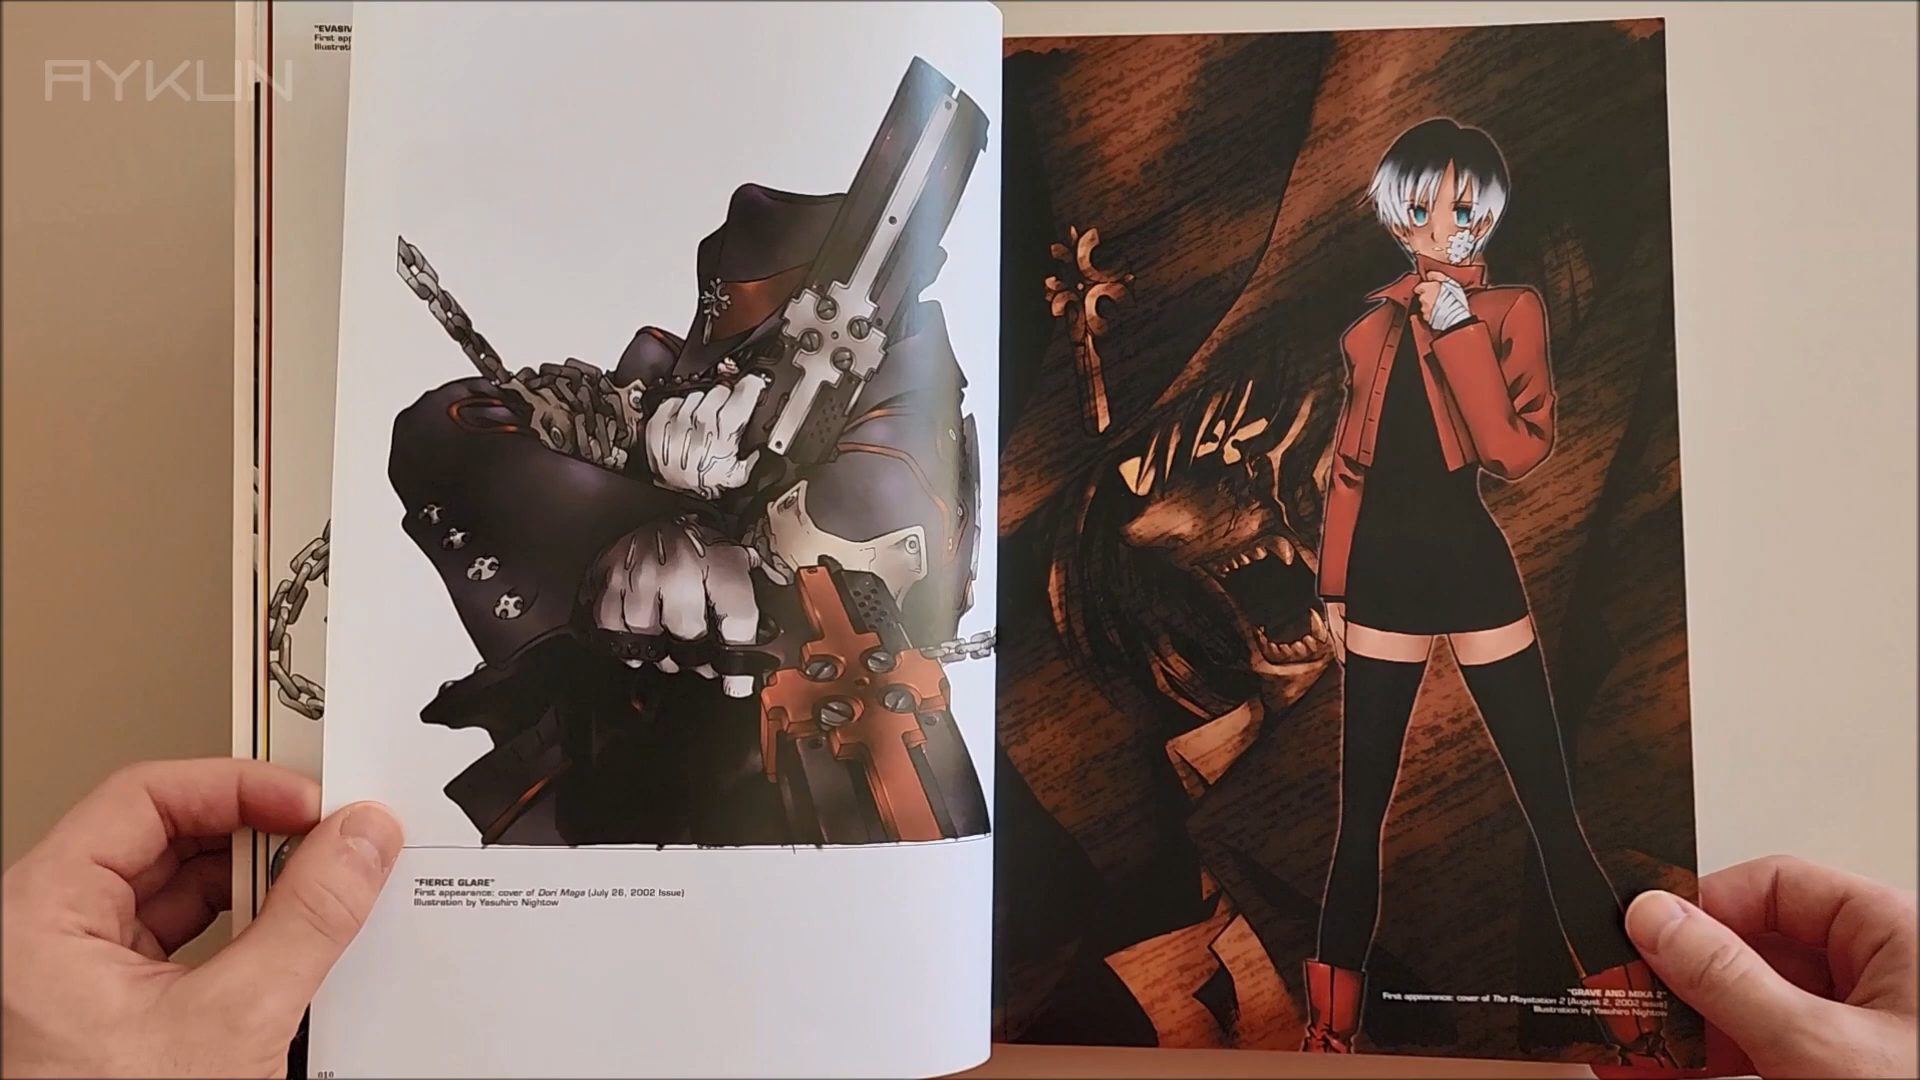 AYKUN
"EVASIV
First app
Illustrati
"FIERCE GLARE"
First appearance: cover of Dori Maga (July 26, 2002 Issue)
Illustration by Yasuhiro Nightow
010
"GRAVE AND MIKA 2"
First appearance: cover of The Playstation 2 (August 2, 2002 issue)
Illustration by Yasuhiro Nightow